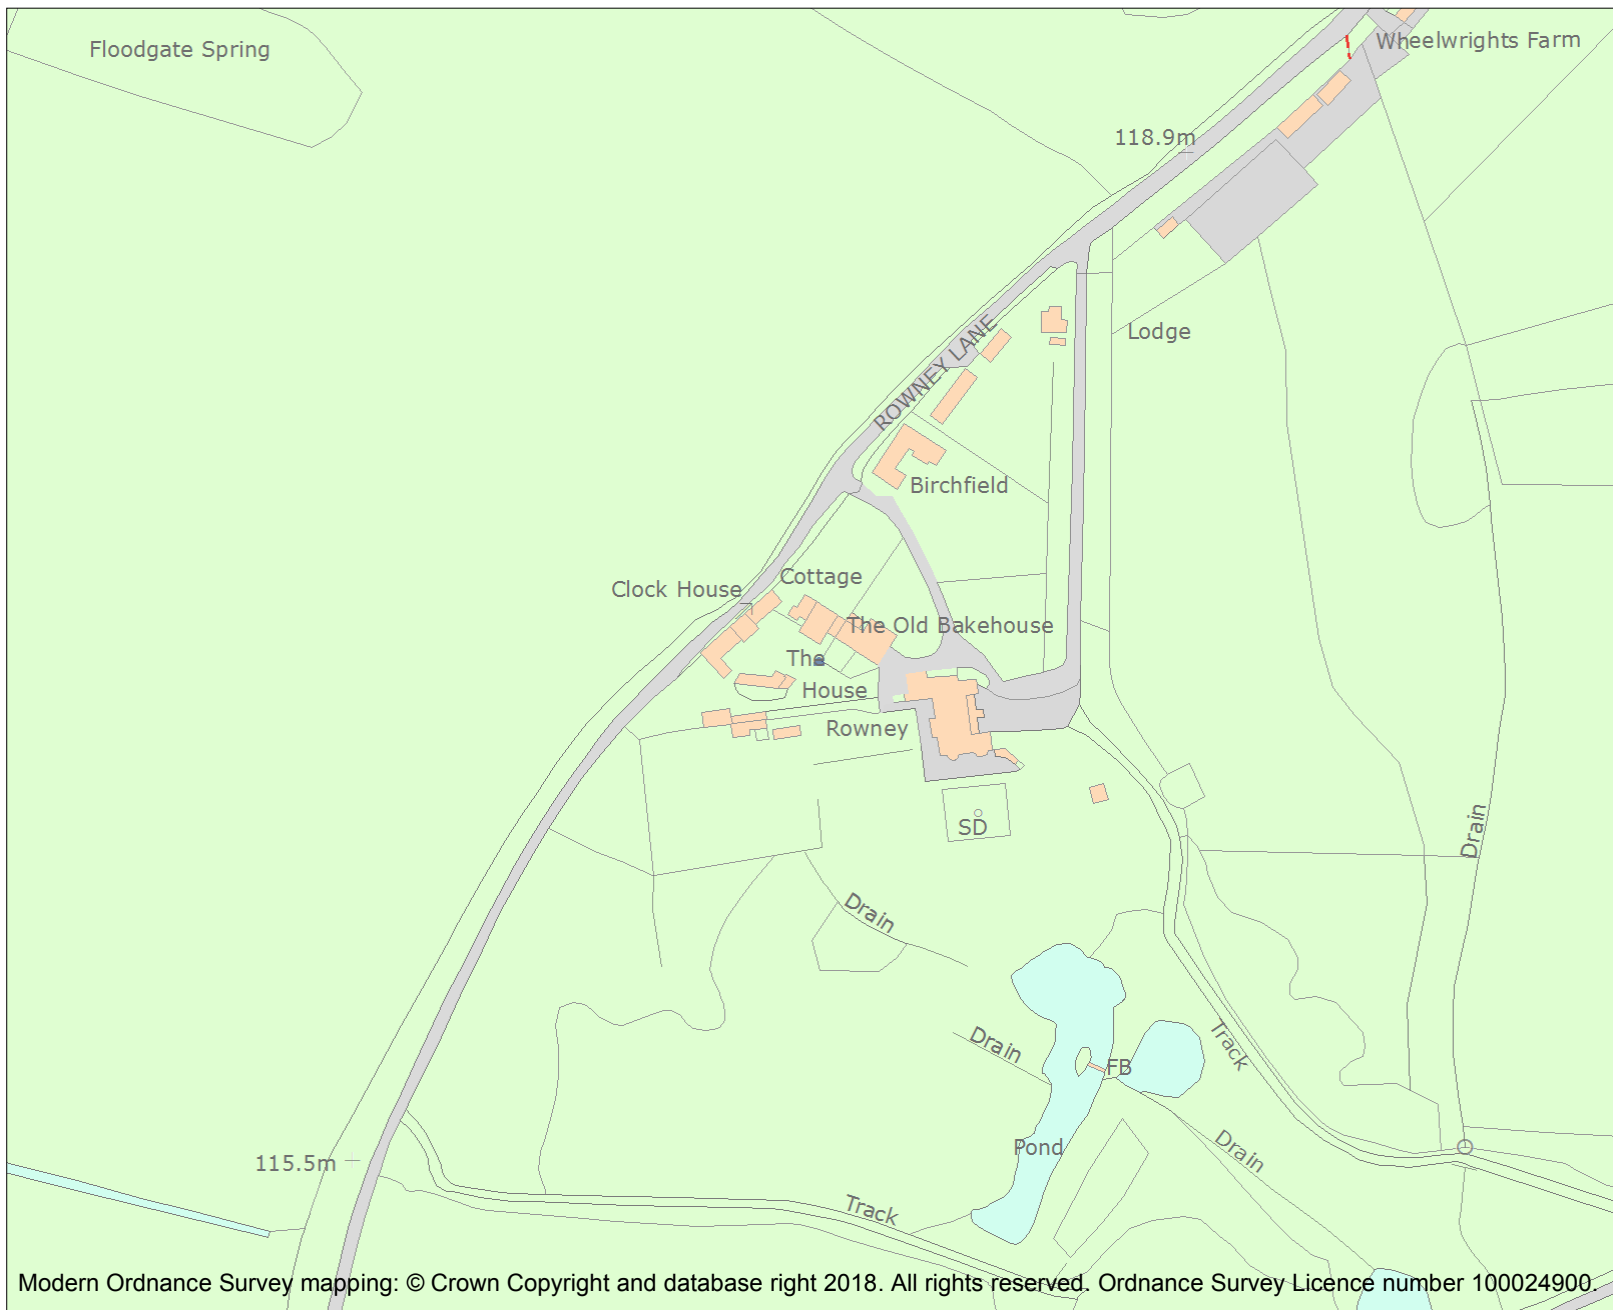 Floodgate Spring
Wheelwrights Farm
118.9m
Lodge
ROWNEY LANE
Birchfield
Cottage
Clock House
The Old Bakehouse
The
House
Rowney
SD
Drain
Drain
Drain
FB
Track
Pond
Drain
115.5m
Track
Modern Ordnance Survey mapping: © Crown Copyright and database right 2018. All rights reserved. Ordnance Survey Licence number 100024900.